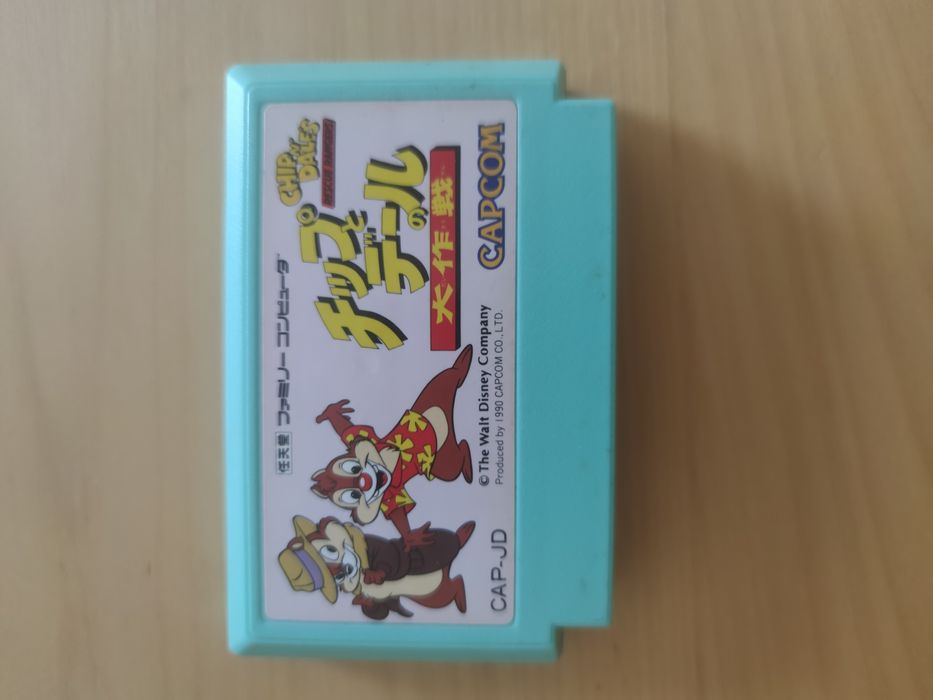 任天堂 ファミリー コンピュータ™
CHIP 'N DALE'S
RESCUE RANGERS
チップと
デールの
大作戦
CAPCOM
© The Walt Disney Company
Produced by 1990 CAPCOM CO., LTD.
CAP-JD